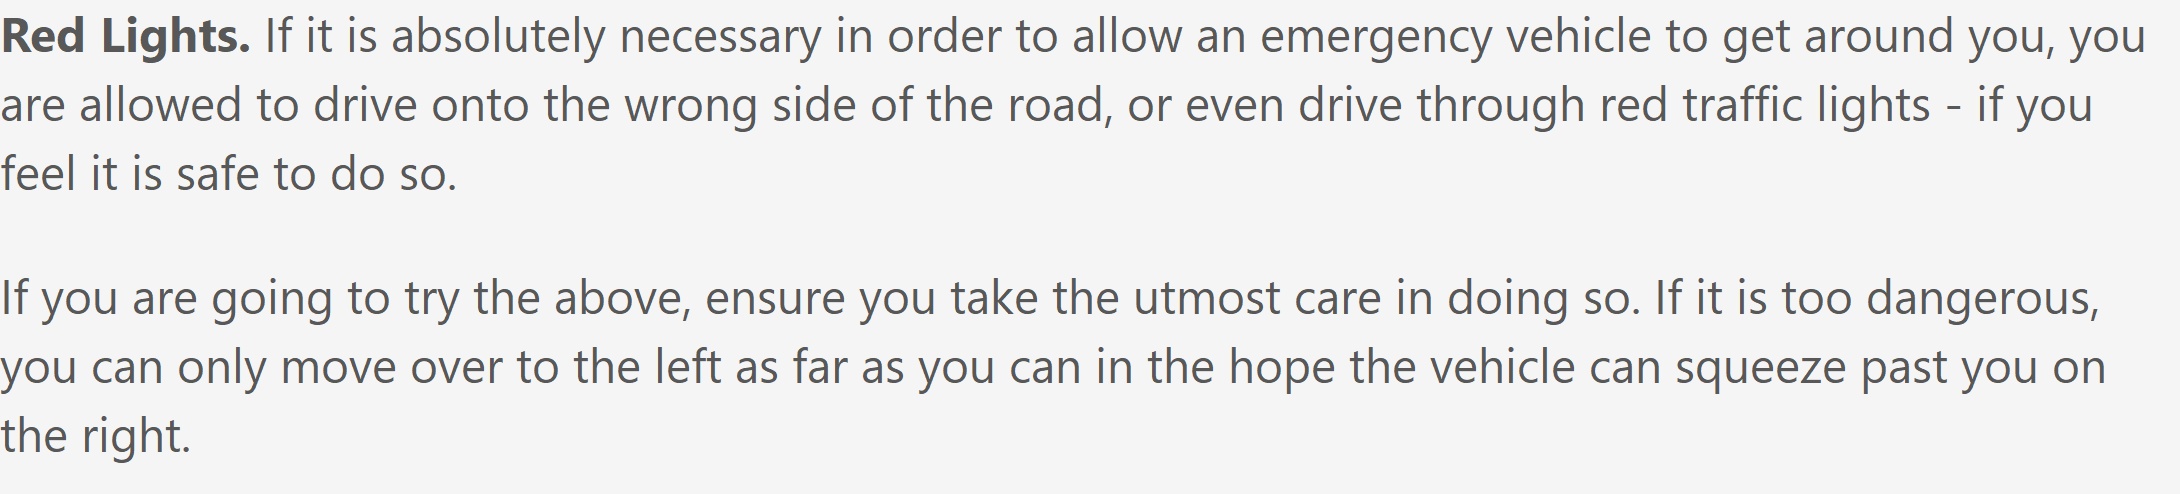 Red Lights. If it is absolutely necessary in order to allow an emergency vehicle to get around you, you
are allowed to drive onto the wrong side of the road, or even drive through red traffic lights - if you
feel it is safe to do so.
If you are going to try the above, ensure you take the utmost care in doing so. If it is too dangerous,
you can only move over to the left as far as you can in the hope the vehicle can squeeze past you on
the right.